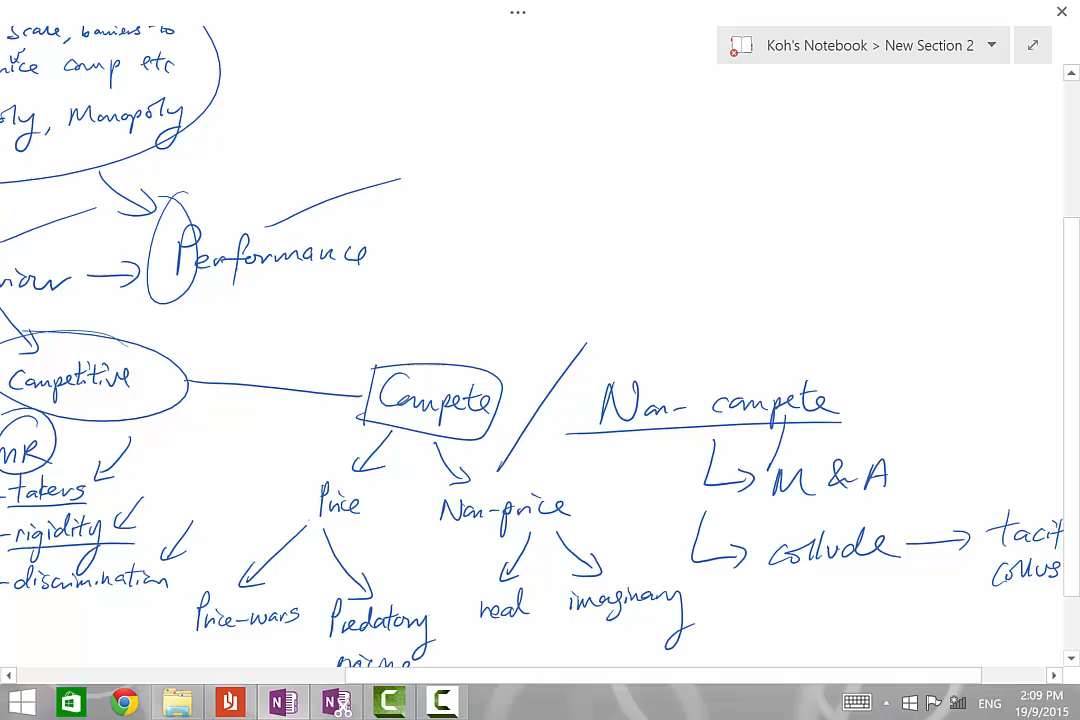 Koh's Notebook > New Section 2
scale, barriers-to
comp etc
Monopoly
Performance
Competitive
Compete
Non-compete
MR
-takers
M & A
-rigidity
Price
Non-price
collude
tacit
-discrimination
Price-wars
Predatory
real
imaginary
ENG
2:09 PM
19/9/2015